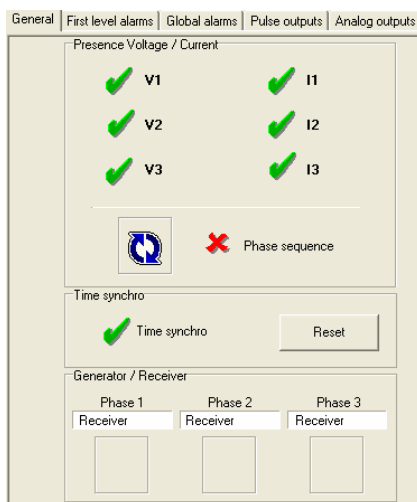 General First level alarms Global alarms Pulse outputs Analog outputs
Presence Voltage / Current
V1 I1
V2 I2
V3 I3
Phase sequence
Time synchro
Time synchro Reset
Generator / Receiver
Phase 1 Phase 2 Phase 3
Receiver Receiver Receiver